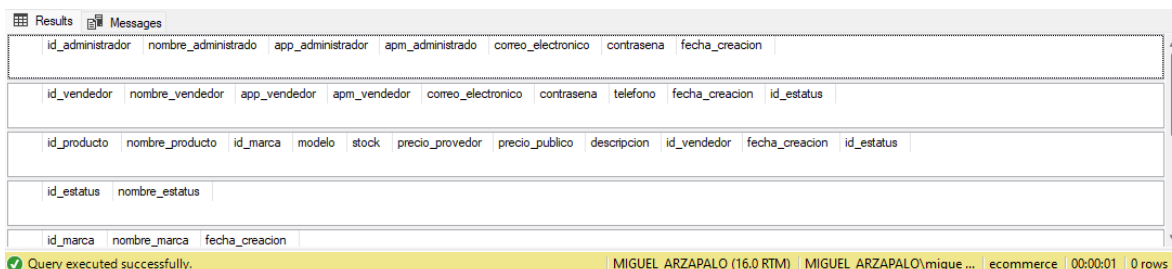 Results Messages
id_administrador nombre_administrado app_administrador apm_administrado correo_electronico contrasena fecha_creacion
id_vendedor nombre_vendedor app_vendedor apm_vendedor correo_electronico contrasena telefono fecha_creacion id_estatus
id_producto nombre_producto id_marca modelo stock precio_provedor precio_publico descripcion id_vendedor fecha_creacion id_estatus
id_estatus nombre_estatus
id_marca nombre_marca fecha_creacion
Query executed successfully. MIGUEL_ARZAPALO (16.0 RTM) MIGUEL_ARZAPALO\migue ... ecommerce 00:00:01 0 rows